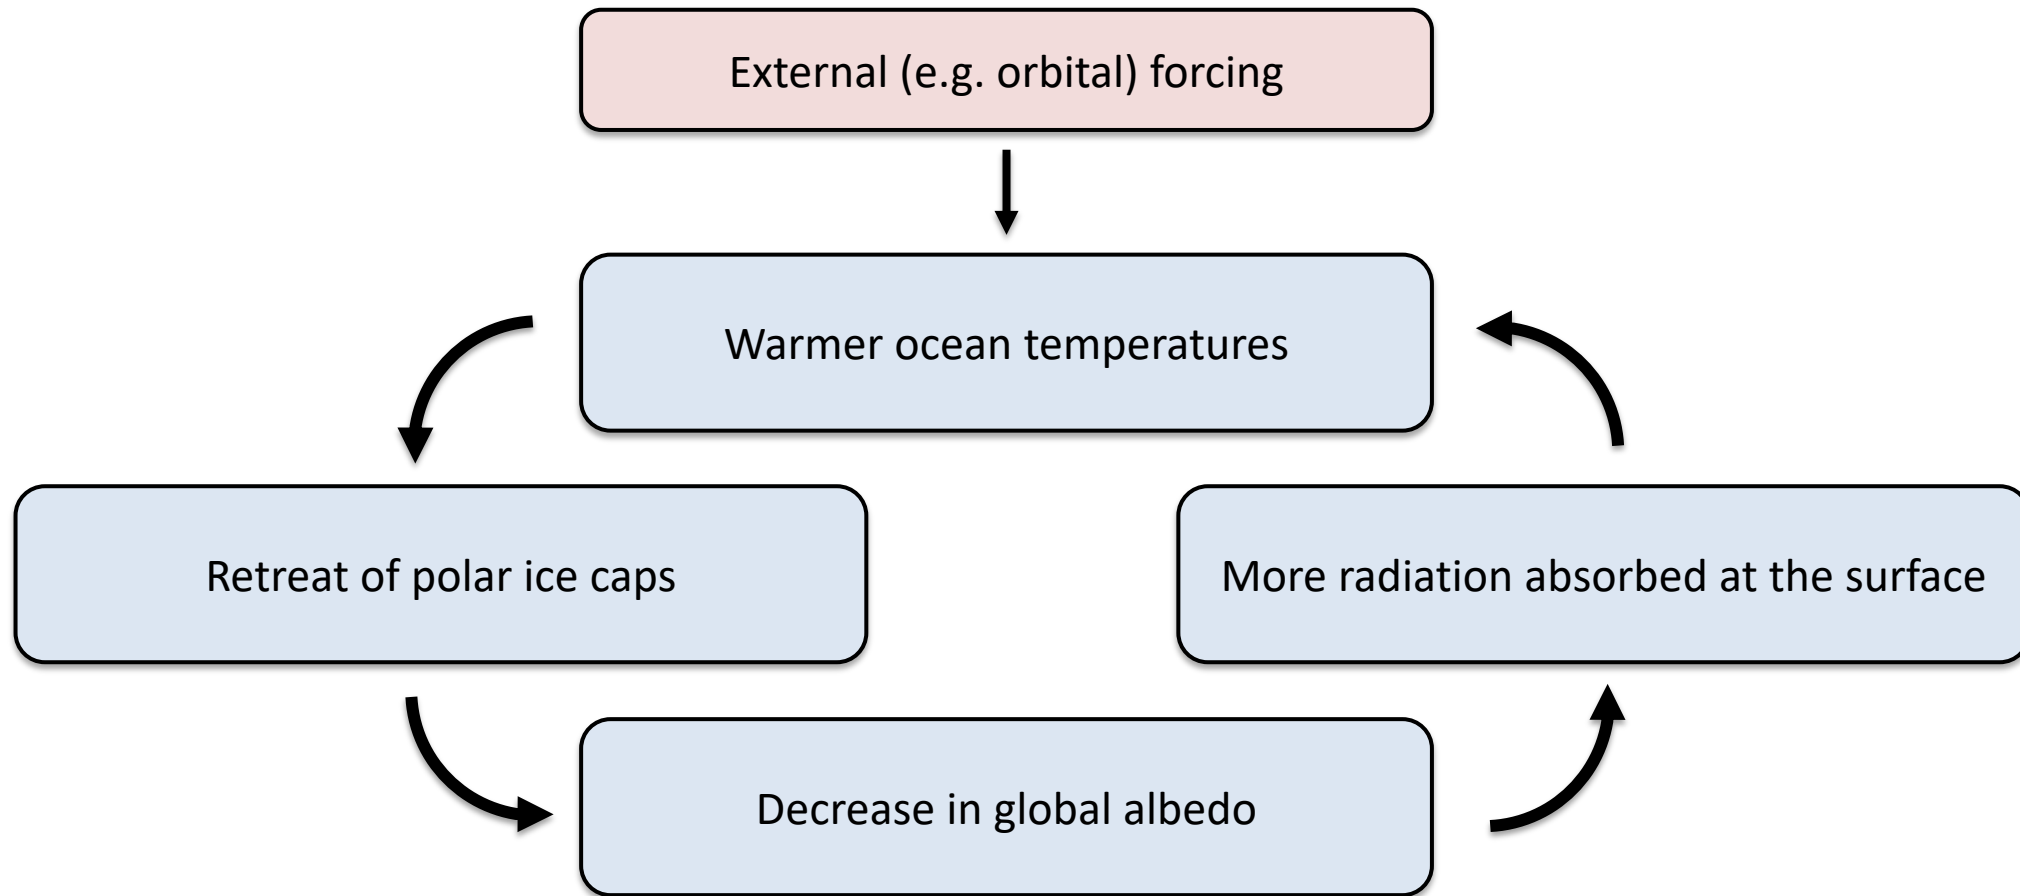 External (e.g. orbital) forcing
Warmer ocean temperatures
Retreat of polar ice caps
More radiation absorbed at the surface
Decrease in global albedo